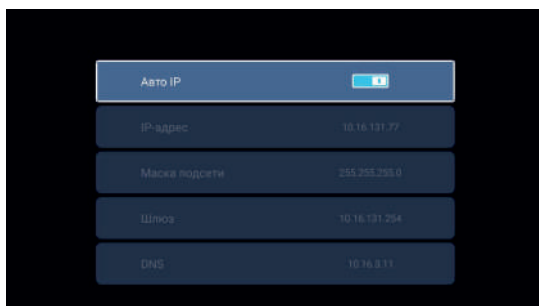 Авто IP
IP-адрес 10.16.131.77
Маска подсети 255.255.255.0
Шлюз 10.16.131.254
DNS 10.16.3.11